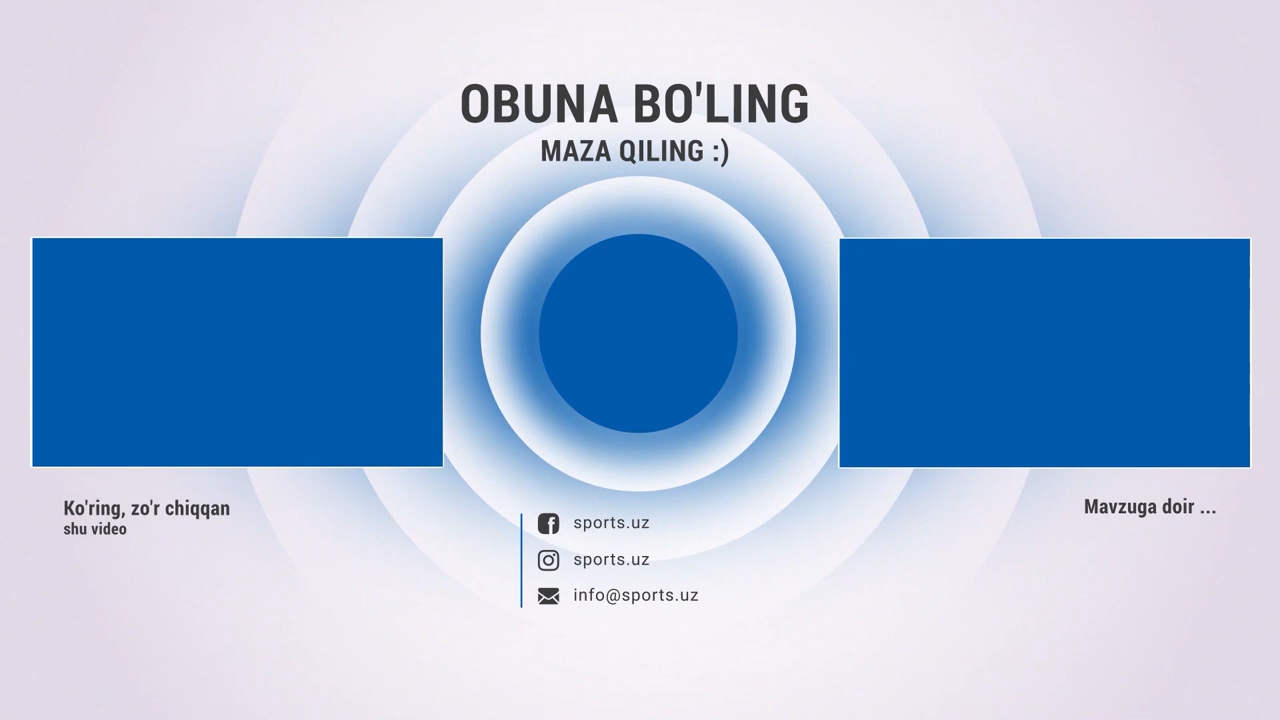 OBUNA BO'LING
MAZA QILING :)
Ko'ring, zo'r chiqqan
shu video
Mavzuga doir ...
sports.uz
sports.uz
info@sports.uz